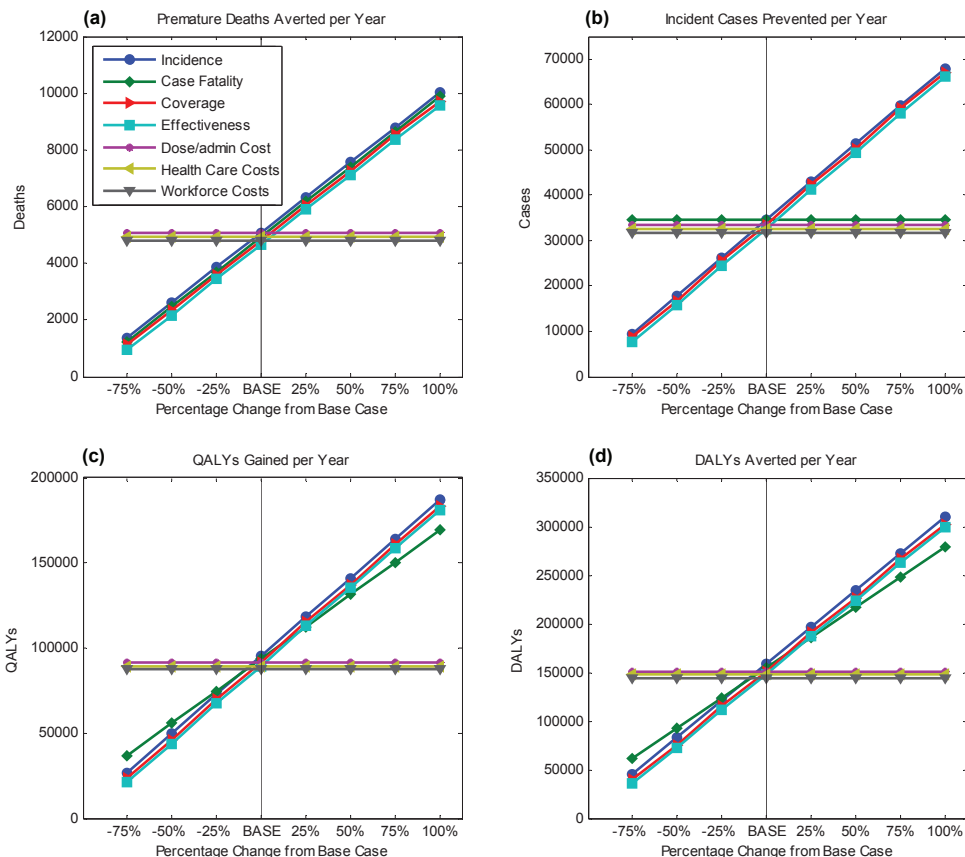 (a)
Premature Deaths Averted per Year
12000
10000
8000
6000
4000
2000
0
Deaths
Incidence
Case Fatality
Coverage
Effectiveness
Dose/admin Cost
Health Care Costs
Workforce Costs
-75% -50% -25% BASE 25% 50% 75% 100%
Percentage Change from Base Case
(b)
Incident Cases Prevented per Year
70000
60000
50000
40000
30000
20000
10000
0
Cases
-75% -50% -25% BASE 25% 50% 75% 100%
Percentage Change from Base Case
(c)
QALYs Gained per Year
200000
150000
100000
50000
0
QALYs
-75% -50% -25% BASE 25% 50% 75% 100%
Percentage Change from Base Case
(d)
DALYs Averted per Year
350000
300000
250000
200000
150000
100000
50000
0
DALYs
-75% -50% -25% BASE 25% 50% 75% 100%
Percentage Change from Base Case